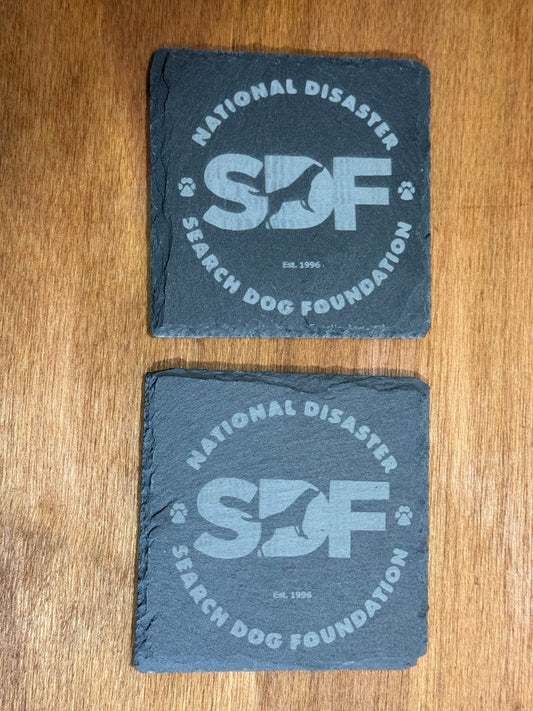 NATIONAL DISASTER
SDF
Est. 1996
SEARCH DOG FOUNDATION
NATIONAL DISASTER
SDF
Est. 1996
SEARCH DOG FOUNDATION